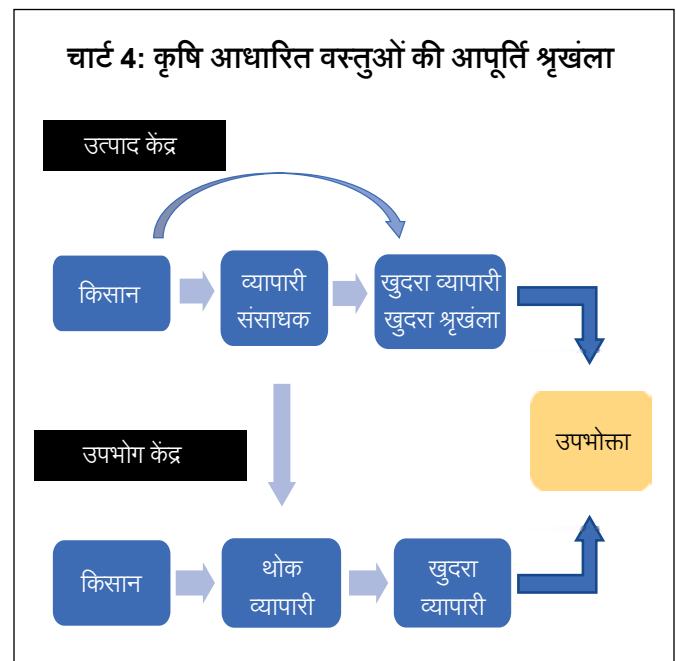 चार्ट 4: कृषि आधारित वस्तुओं की आपूर्ति श्रृखंला
उत्पाद केंद्र
किसान
व्यापारी
संसाधक
खुदरा व्यापारी
खुदरा श्रृखंला
उपभोक्ता
उपभोग केंद्र
किसान
थोक
व्यापारी
खुदरा
व्यापारी